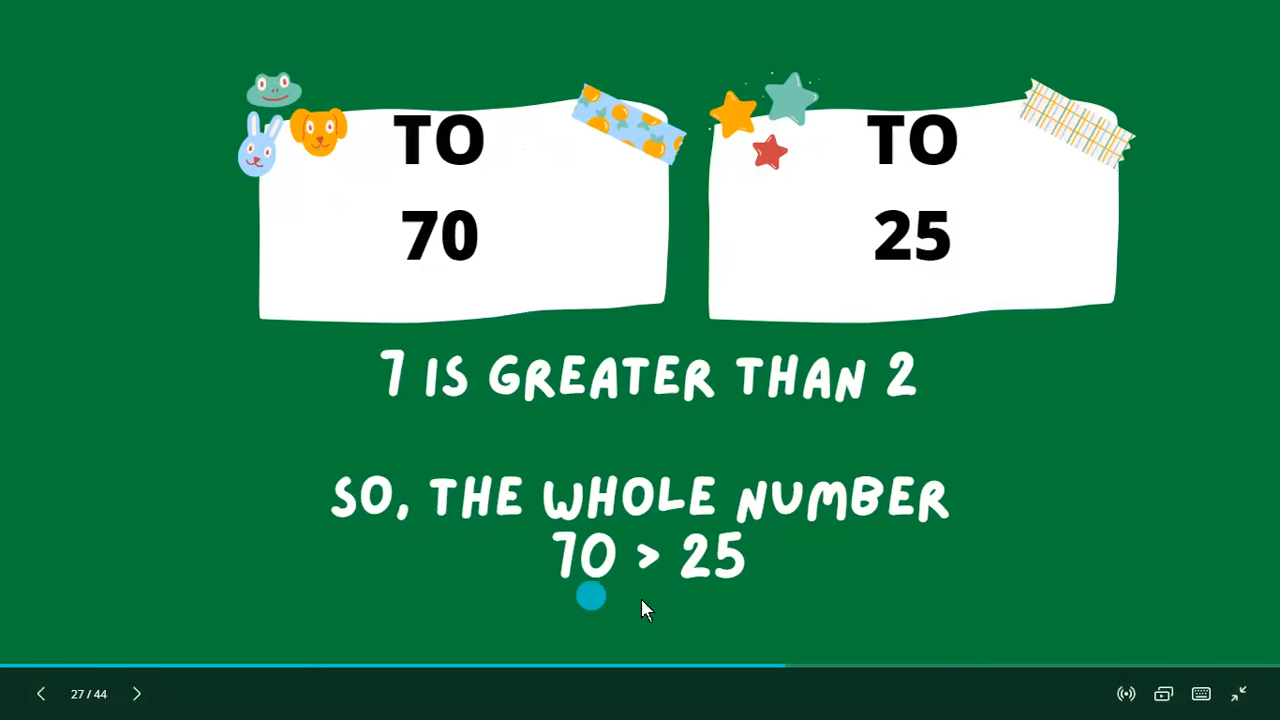 TO
70
TO
25
7 IS GREATER THAN 2
SO, THE WHOLE NUMBER
70 > 25
27 / 44